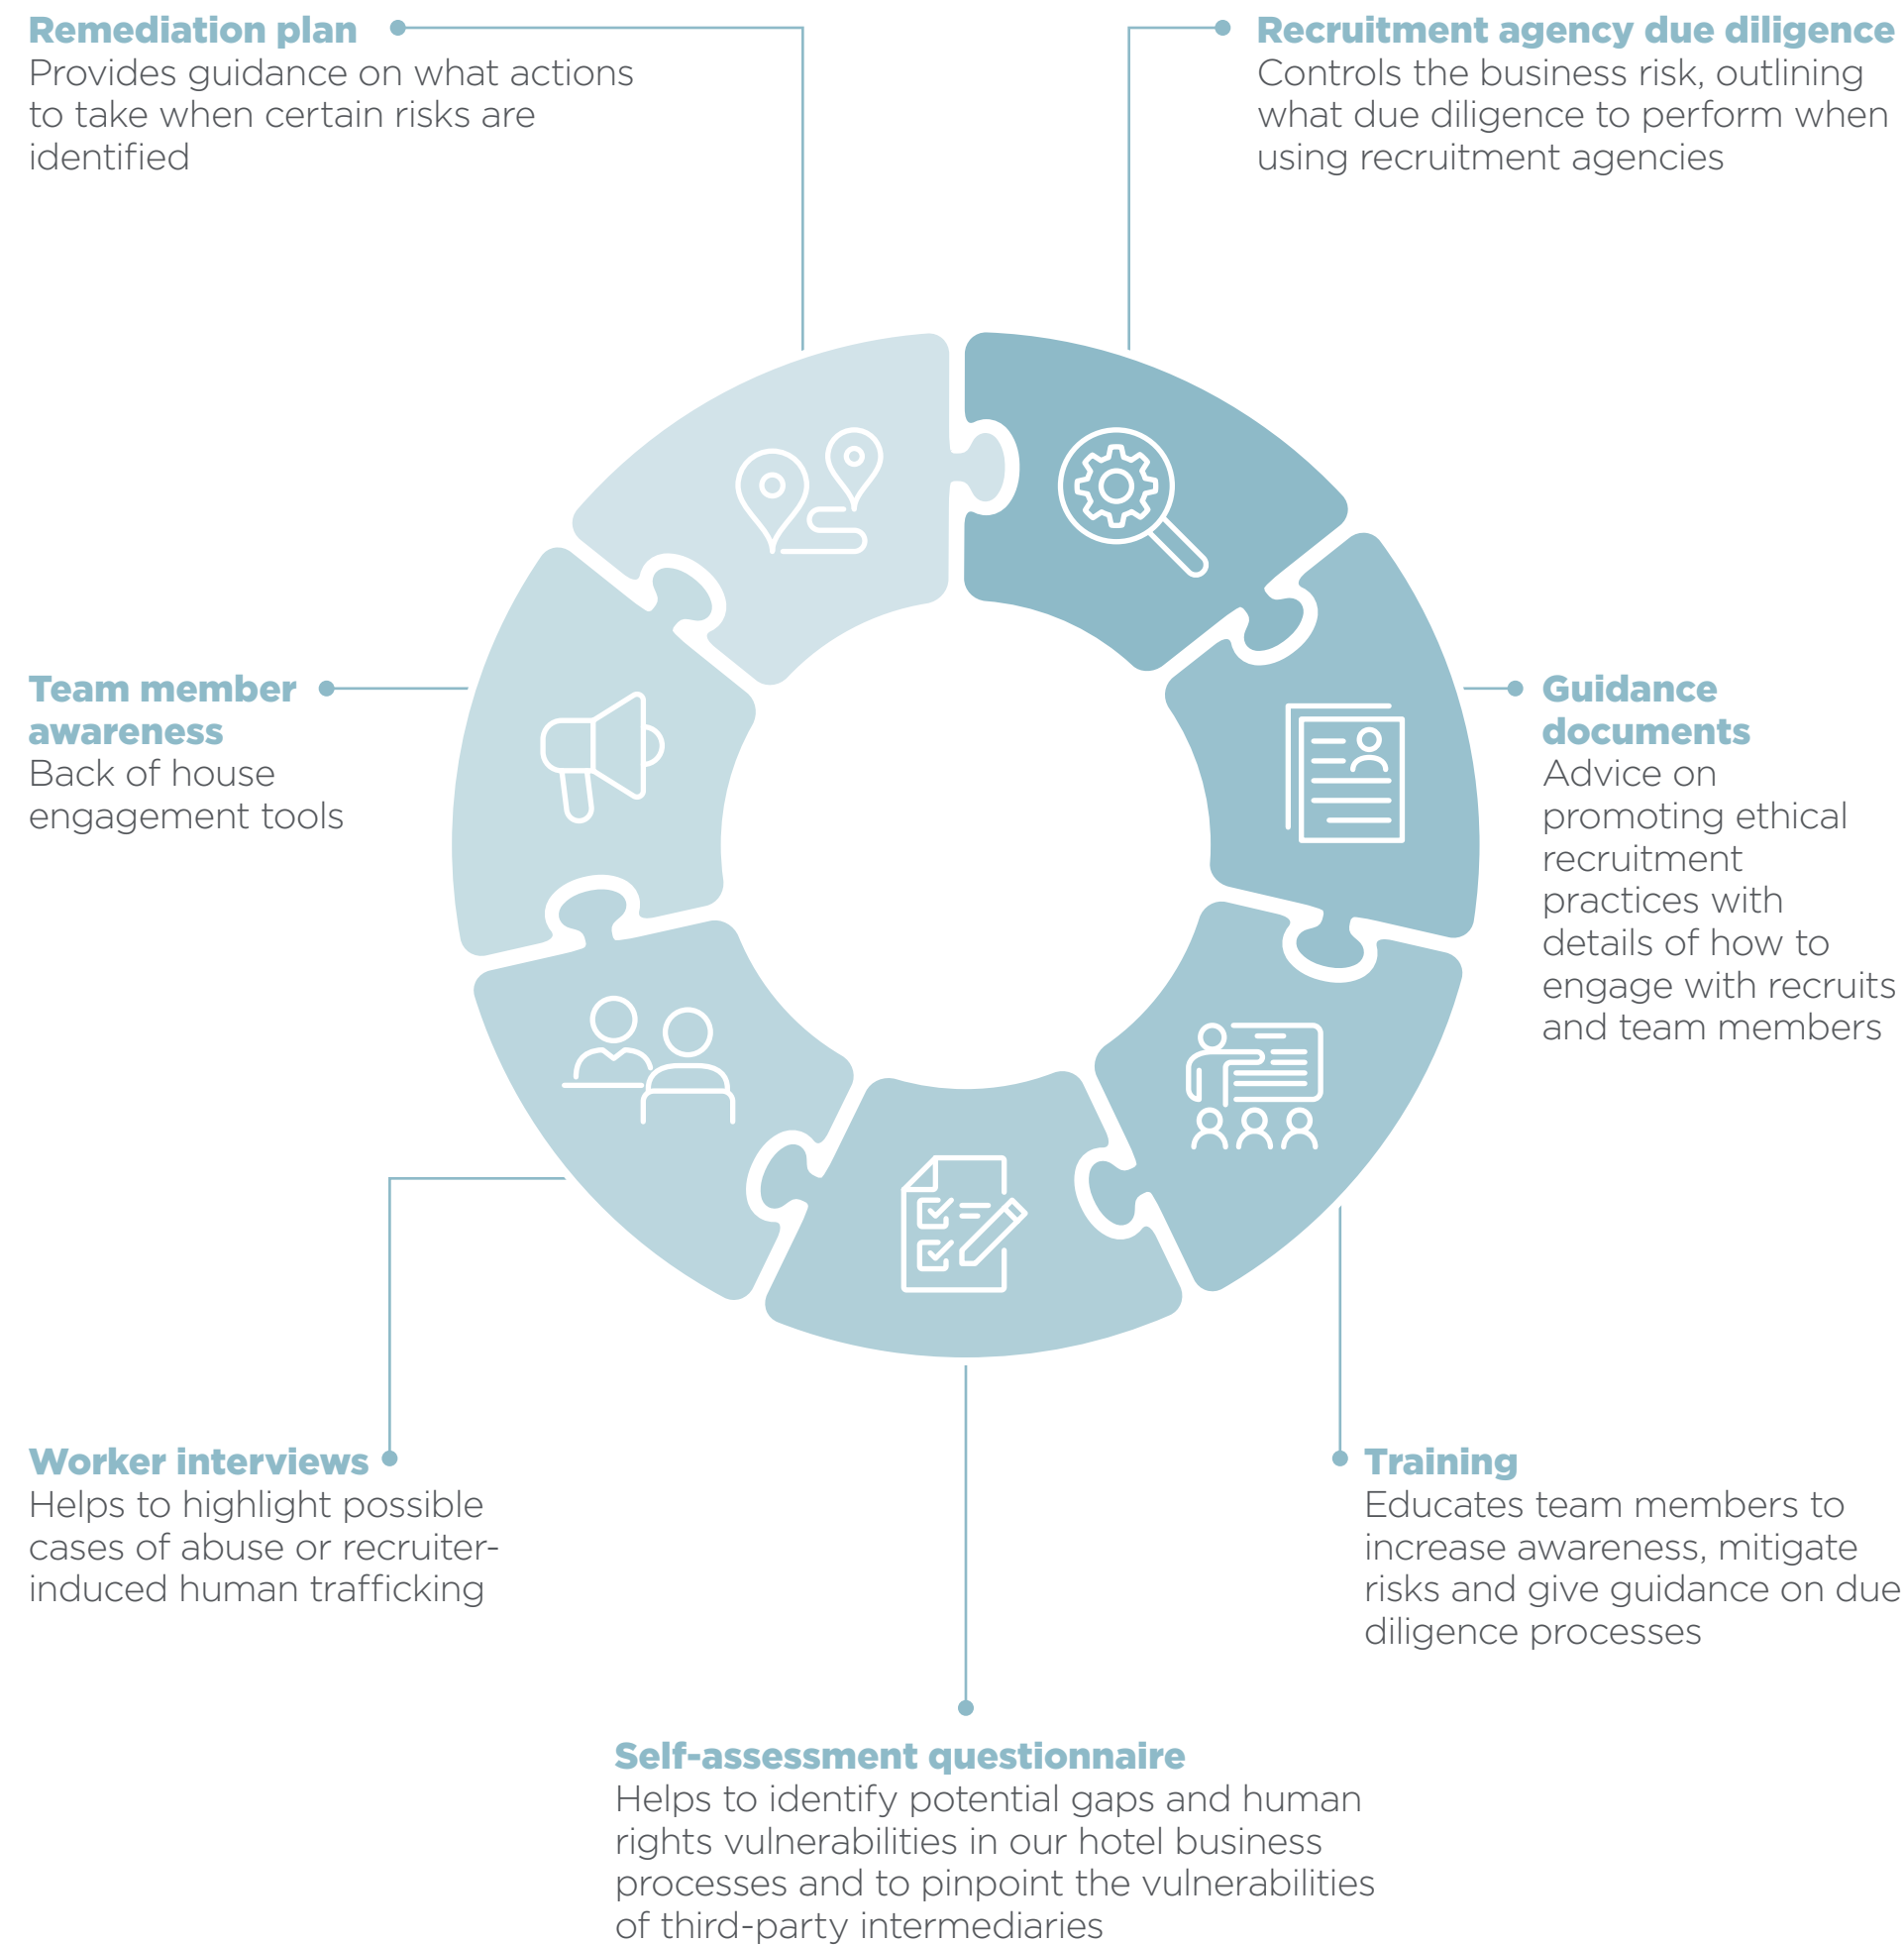 Remediation plan
Provides guidance on what actions
to take when certain risks are
identified
Recruitment agency due diligence
Controls the business risk, outlining
what due diligence to perform when
using recruitment agencies
Team member
awareness
Back of house
engagement tools
Guidance
documents
Advice on
promoting ethical
recruitment
practices with
details of how to
engage with recruits
and team members
Worker interviews
Helps to highlight possible
cases of abuse or recruiter-
induced human trafficking
Training
Educates team members to
increase awareness, mitigate
risks and give guidance on due
diligence processes
Self-assessment questionnaire
Helps to identify potential gaps and human
rights vulnerabilities in our hotel business
processes and to pinpoint the vulnerabilities
of third-party intermediaries